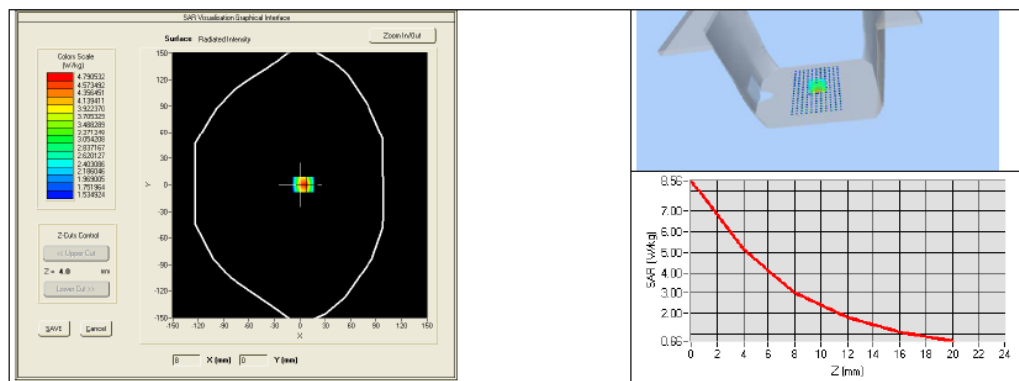 SAR Visualisation Graphical Interface
Surface Radiated Intensity
Zoom In/Out
Colors Scale
(W/kg)
4.790532
4.573492
4.356451
4.139411
3.922370
3.705329
3.488289
3.271248
3.054208
2.837167
2.620127
2.403086
2.186046
1.969005
1.751964
1.534924
Z-Cuts Control
<< Upper Cut
Z = 4.0 mm
Lower Cut >>
SAVE Cancel
150
120
90
60
30
0
-30
-60
-90
-120
-150
Y
-150 -120 -90 -60 -30 0 30 60 90 120 150
X
8 X (mm) 0 Y (mm)
8.56
7.00
6.00
5.00
4.00
3.00
2.00
0.66
SAR (W/kg)
0 2 4 6 8 10 12 14 16 18 20 22 24
Z (mm)